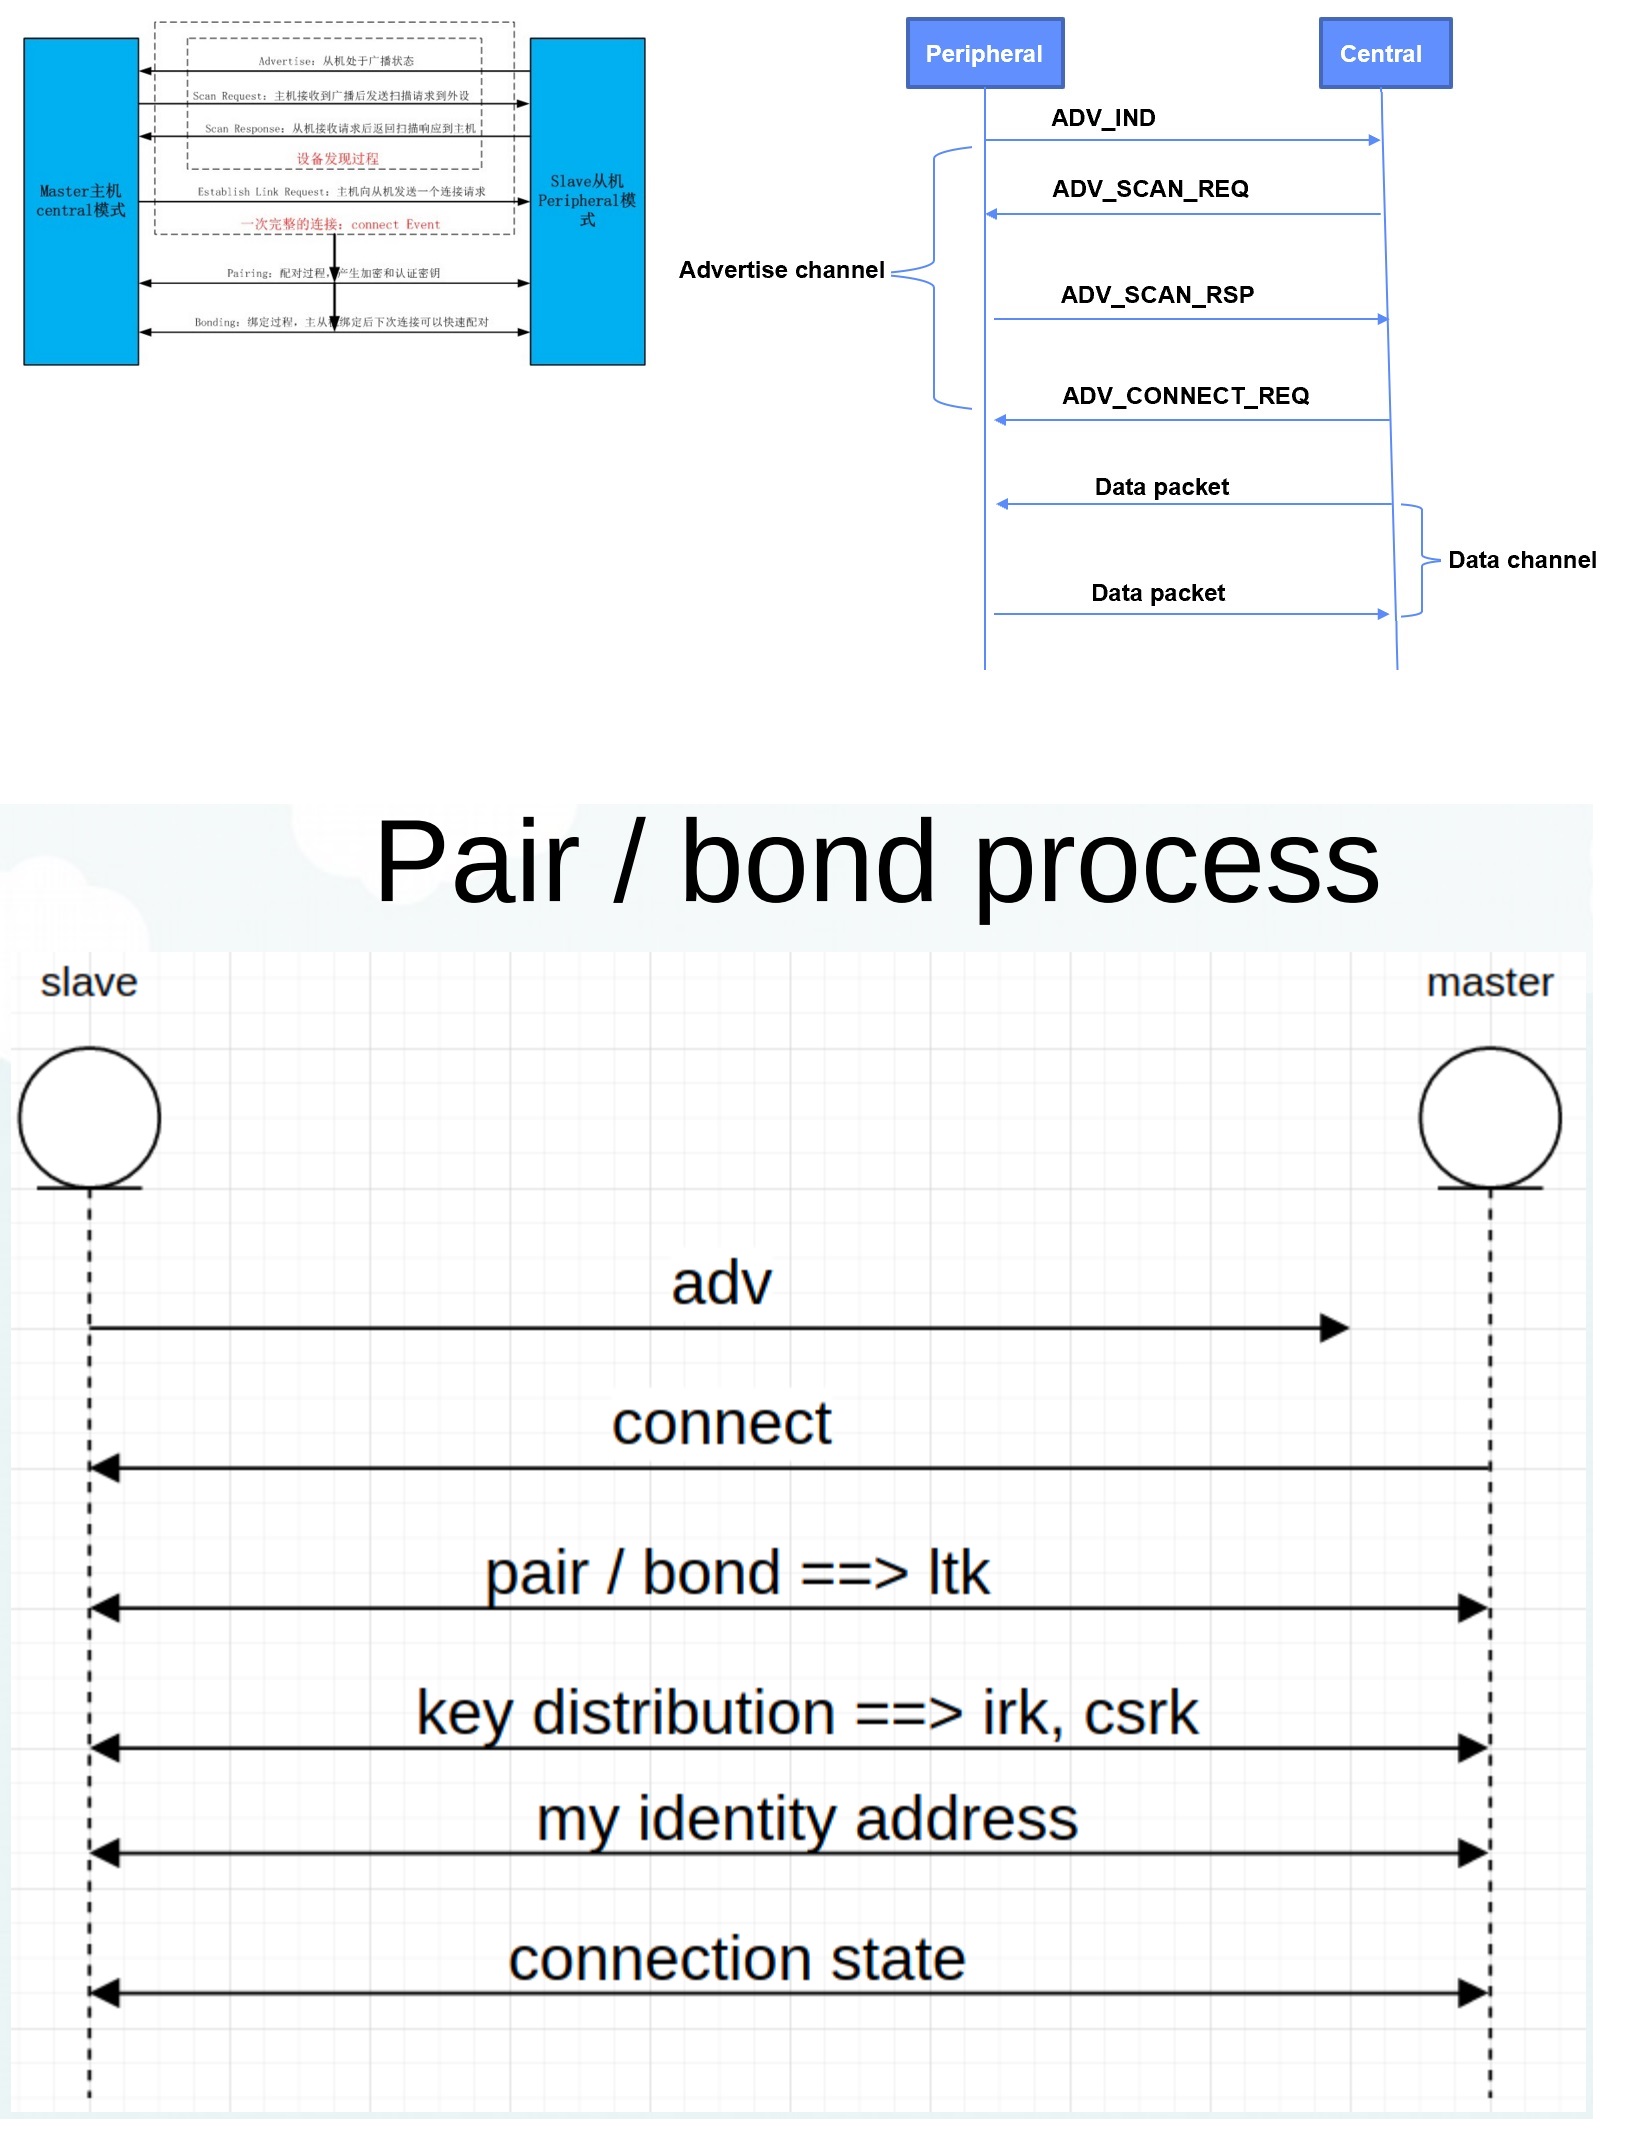 Advertise: 从机处于广播状态
Scan Request: 主机接收到广播后发送扫描请求到外设
Scan Response: 从机接收请求后返回扫描响应到主机
设备发现过程
Master主机
central模式
Slave从机
Peripheral模
式
Establish Link Request: 主机向从机发送一个连接请求
一次完整的连接: connect Event
Pairing: 配对过程, 产生加密和认证密钥
Bonding: 绑定过程, 主从绑定后下次连接可以快速配对
Peripheral
Central
ADV_IND
ADV_SCAN_REQ
Advertise channel
ADV_SCAN_RSP
ADV_CONNECT_REQ
Data packet
Data channel
Data packet
Pair / bond process
slave
master
adv
connect
pair / bond ==> ltk
key distribution ==> irk, csrk
my identity address
connection state